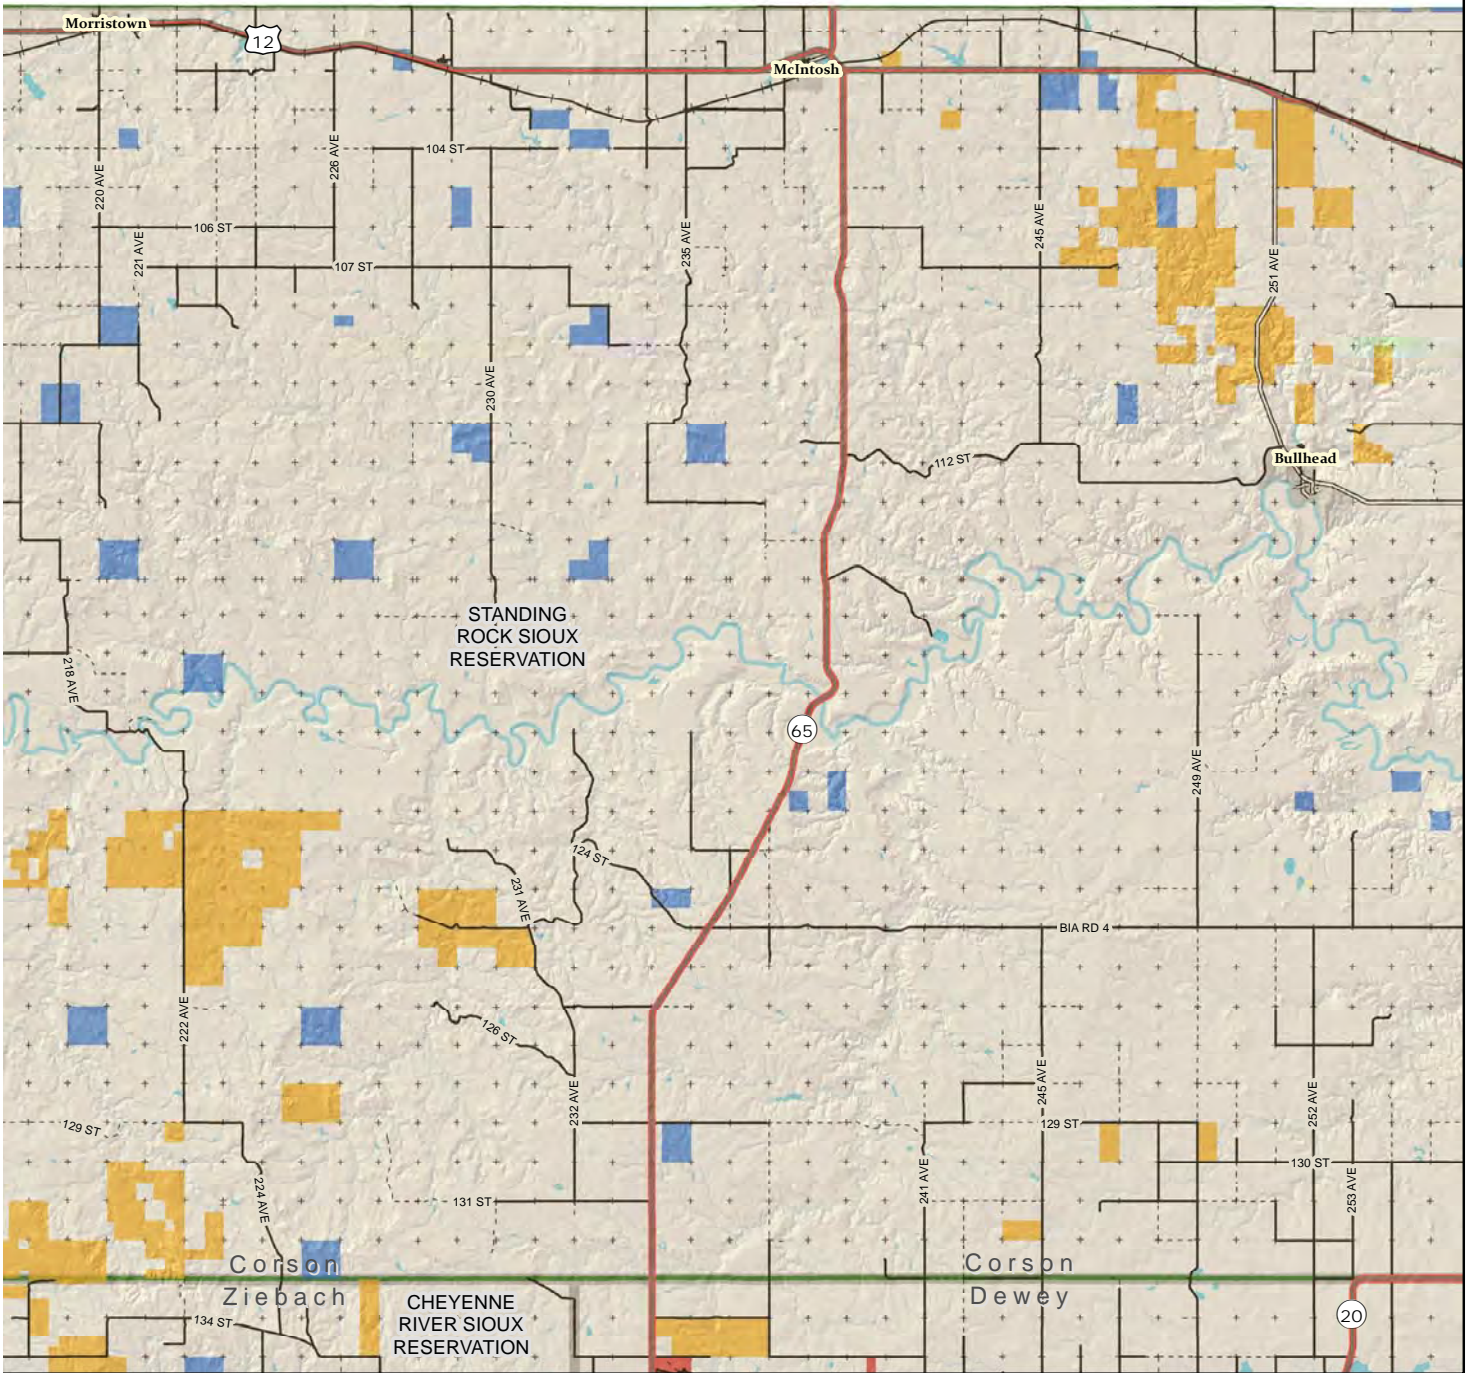 Morristown
12
McIntosh
104 ST
226 AVE
220 AVE
106 ST
221 AVE
107 ST
235 AVE
245 AVE
251 AVE
230 AVE
112 ST
Bullhead
STANDING
ROCK SIOUX
RESERVATION
218 AVE
65
249 AVE
124 ST
231 AVE
BIA RD 4
222 AVE
126 ST
232 AVE
245 AVE
252 AVE
129 ST
129 ST
130 ST
241 AVE
253 AVE
131 ST
224 AVE
Corson
Ziebach
Corson
Dewey
CHEYENNE
RIVER SIOUX
RESERVATION
134 ST
20